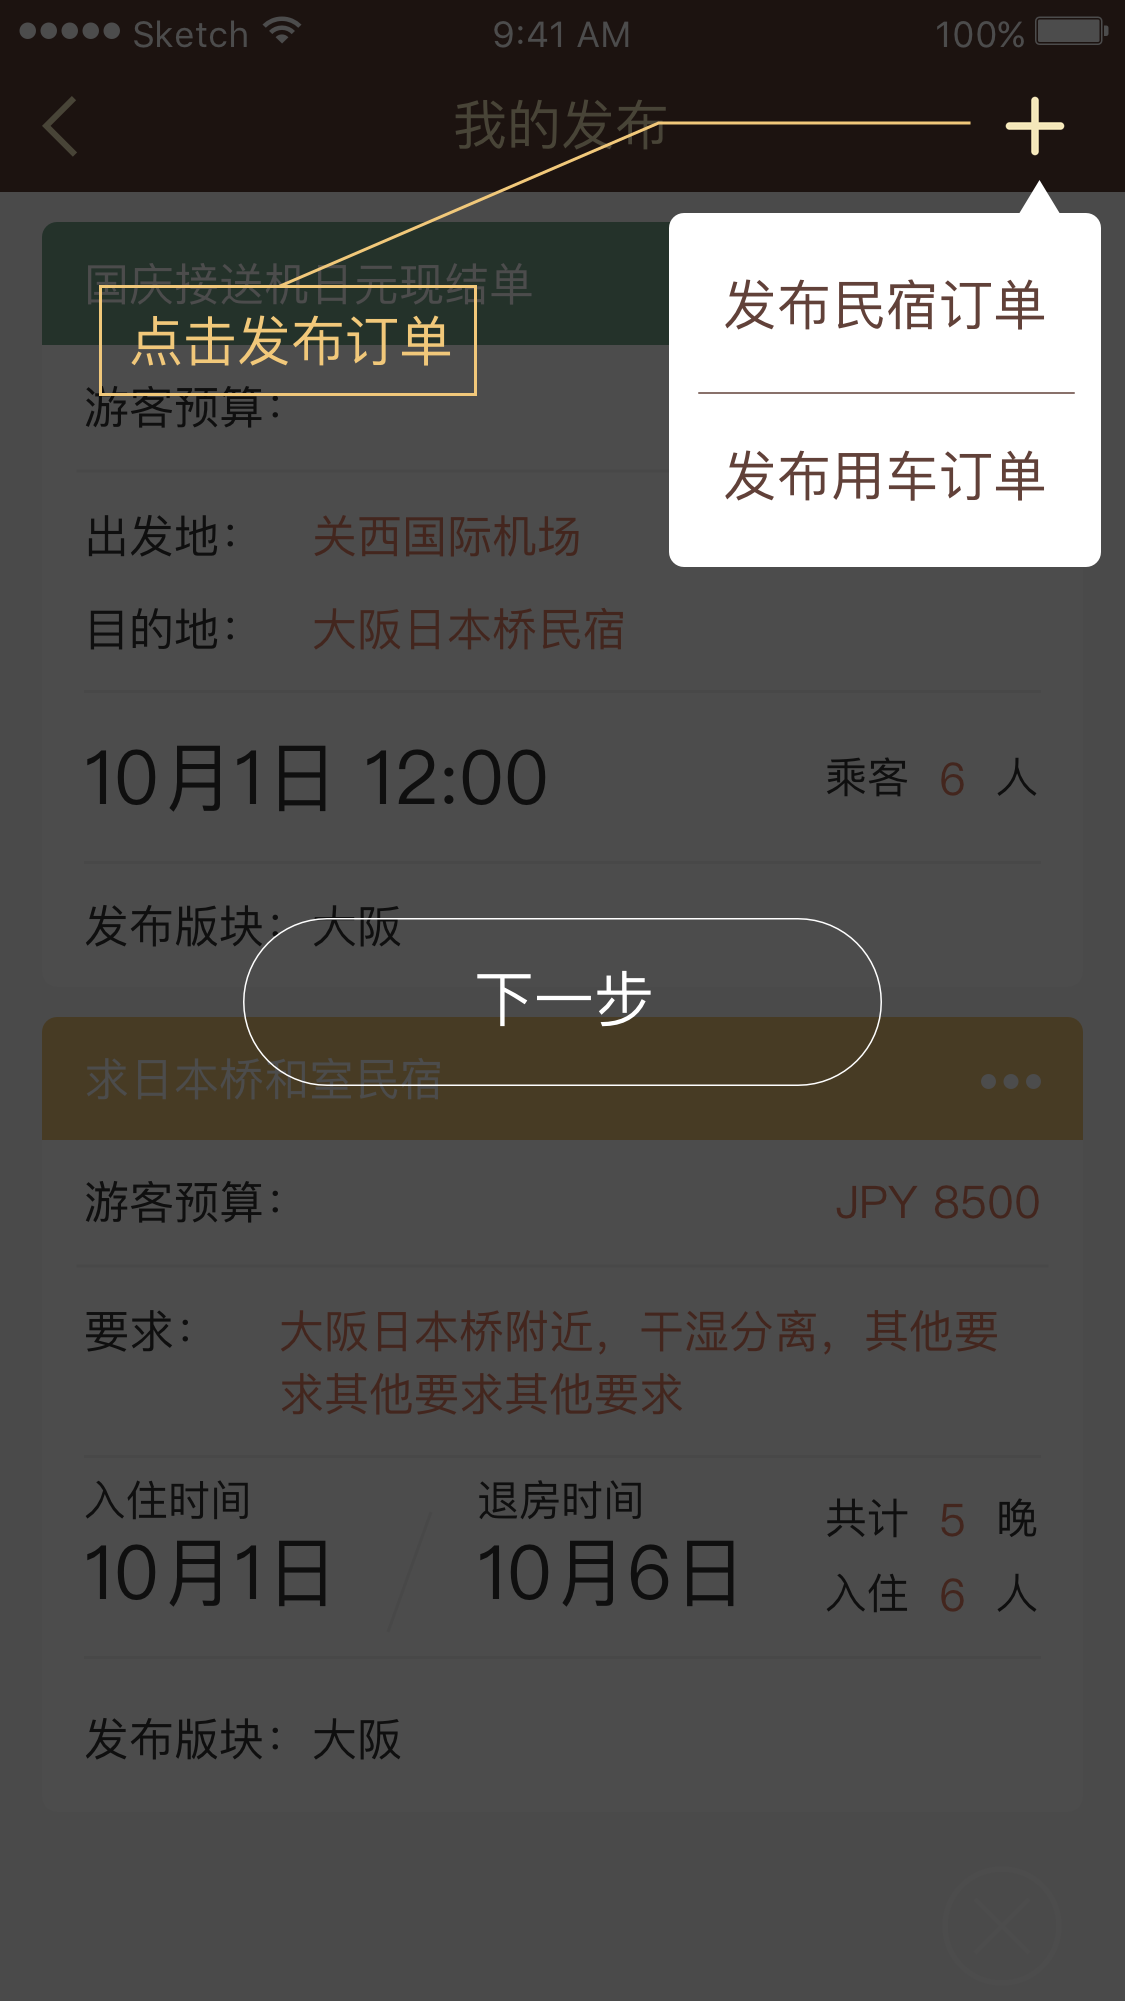 Sketch 9:41 AM 100%
我的发布
国庆接送机日元现结单
点击发布订单
发布民宿订单
游客预算：
发布用车订单
出发地： 关西国际机场
目的地： 大阪日本桥民宿
10月1日 12:00 乘客 6 人
发布版块： 大阪
下一步
求日本桥和室民宿
游客预算： JPY 8500
要求： 大阪日本桥附近，干湿分离，其他要
求其他要求其他要求
入住时间 退房时间 共计 5 晚
10月1日 10月6日 入住 6 人
发布版块： 大阪